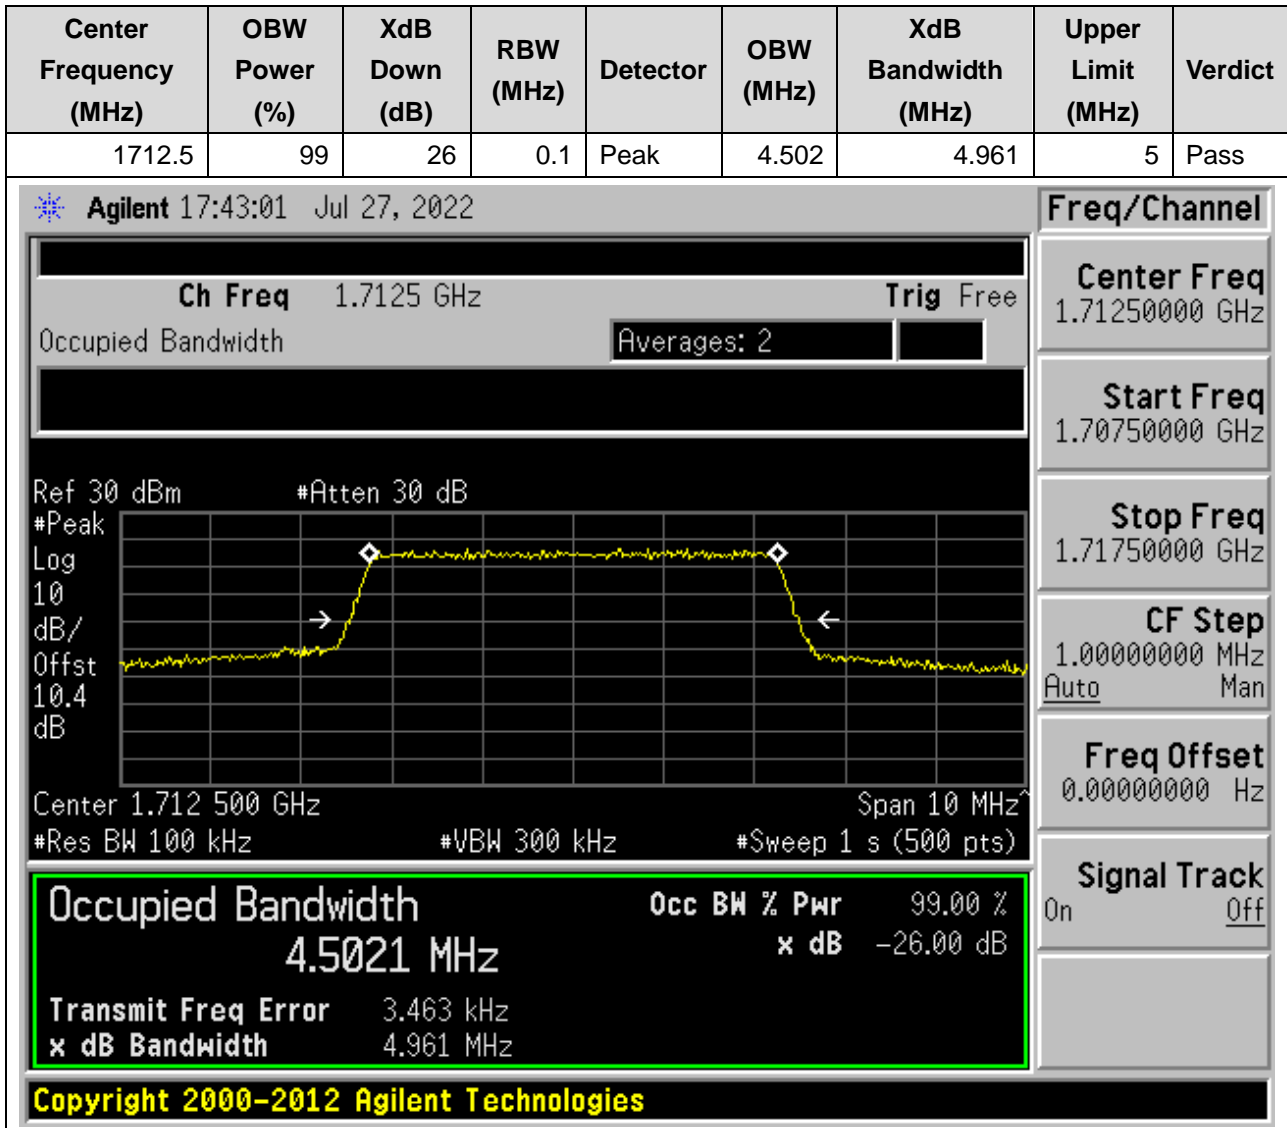 Center Frequency (MHz) OBW Power (%) XdB Down (dB) RBW (MHz) Detector OBW (MHz) XdB Bandwidth (MHz) Upper Limit (MHz) Verdict
1712.5 99 26 0.1 Peak 4.502 4.961 5 Pass
Agilent 17:43:01 Jul 27, 2022
Freq/Channel
Ch Freq 1.7125 GHz Trig Free
Occupied Bandwidth Averages: 2
Center Freq
1.71250000 GHz
Start Freq
1.70750000 GHz
Stop Freq
1.71750000 GHz
CF Step
1.00000000 MHz
Auto Man
Freq Offset
0.00000000 Hz
Signal Track
On Off
Ref 30 dBm #Atten 30 dB
#Peak
Log
10
dB/
Offst
10.4
dB
Center 1.712 500 GHz Span 10 MHz^
#Res BW 100 kHz #VBW 300 kHz #Sweep 1 s (500 pts)
Occupied Bandwidth
4.5021 MHz
Occ BW % Pwr 99.00 %
x dB -26.00 dB
Transmit Freq Error 3.463 kHz
x dB Bandwidth 4.961 MHz
Copyright 2000-2012 Agilent Technologies